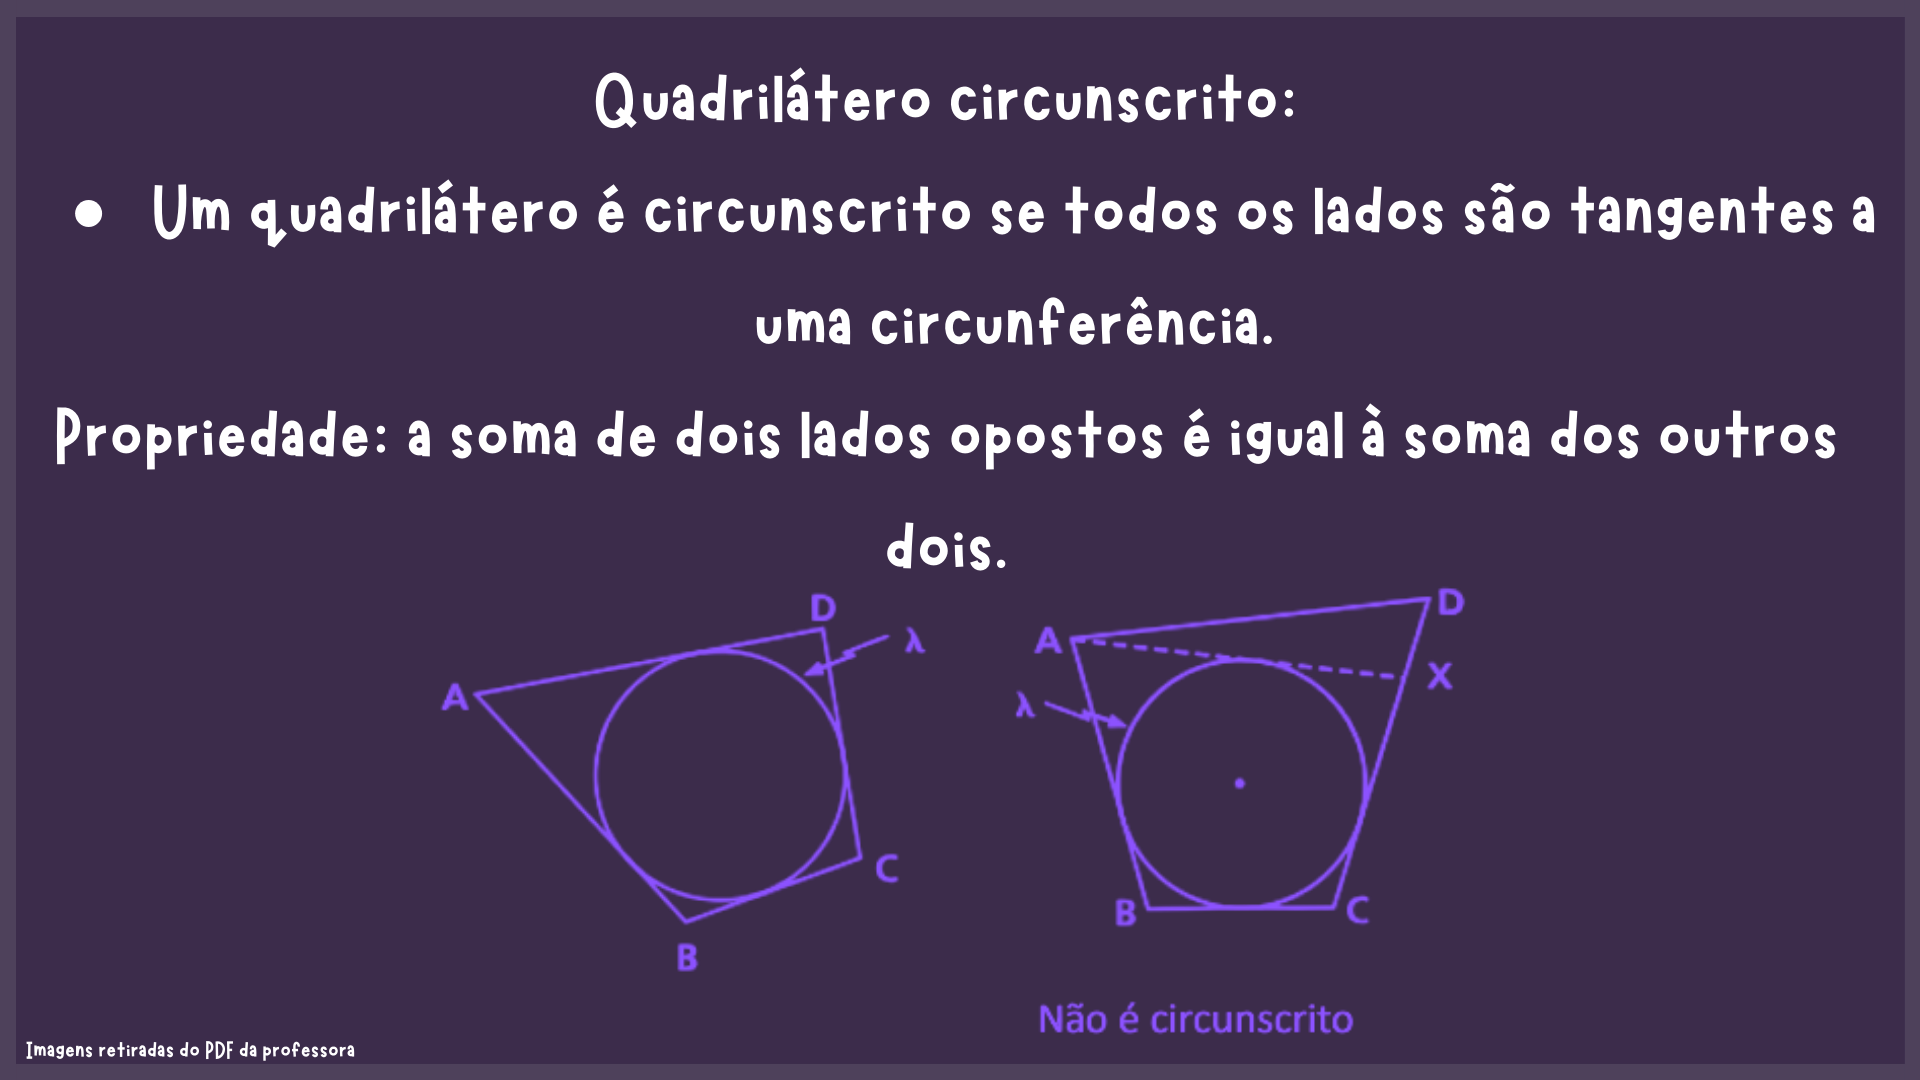 Quadrilátero circunscrito:
● Um quadrilátero é circunscrito se todos os lados são tangentes a
uma circunferência.
Propriedade: a soma de dois lados opostos é igual à soma dos outros
dois.
D
λ
A
C
B
D
A
X
λ
B
C
Não é circunscrito
Imagens retiradas do PDF da professora